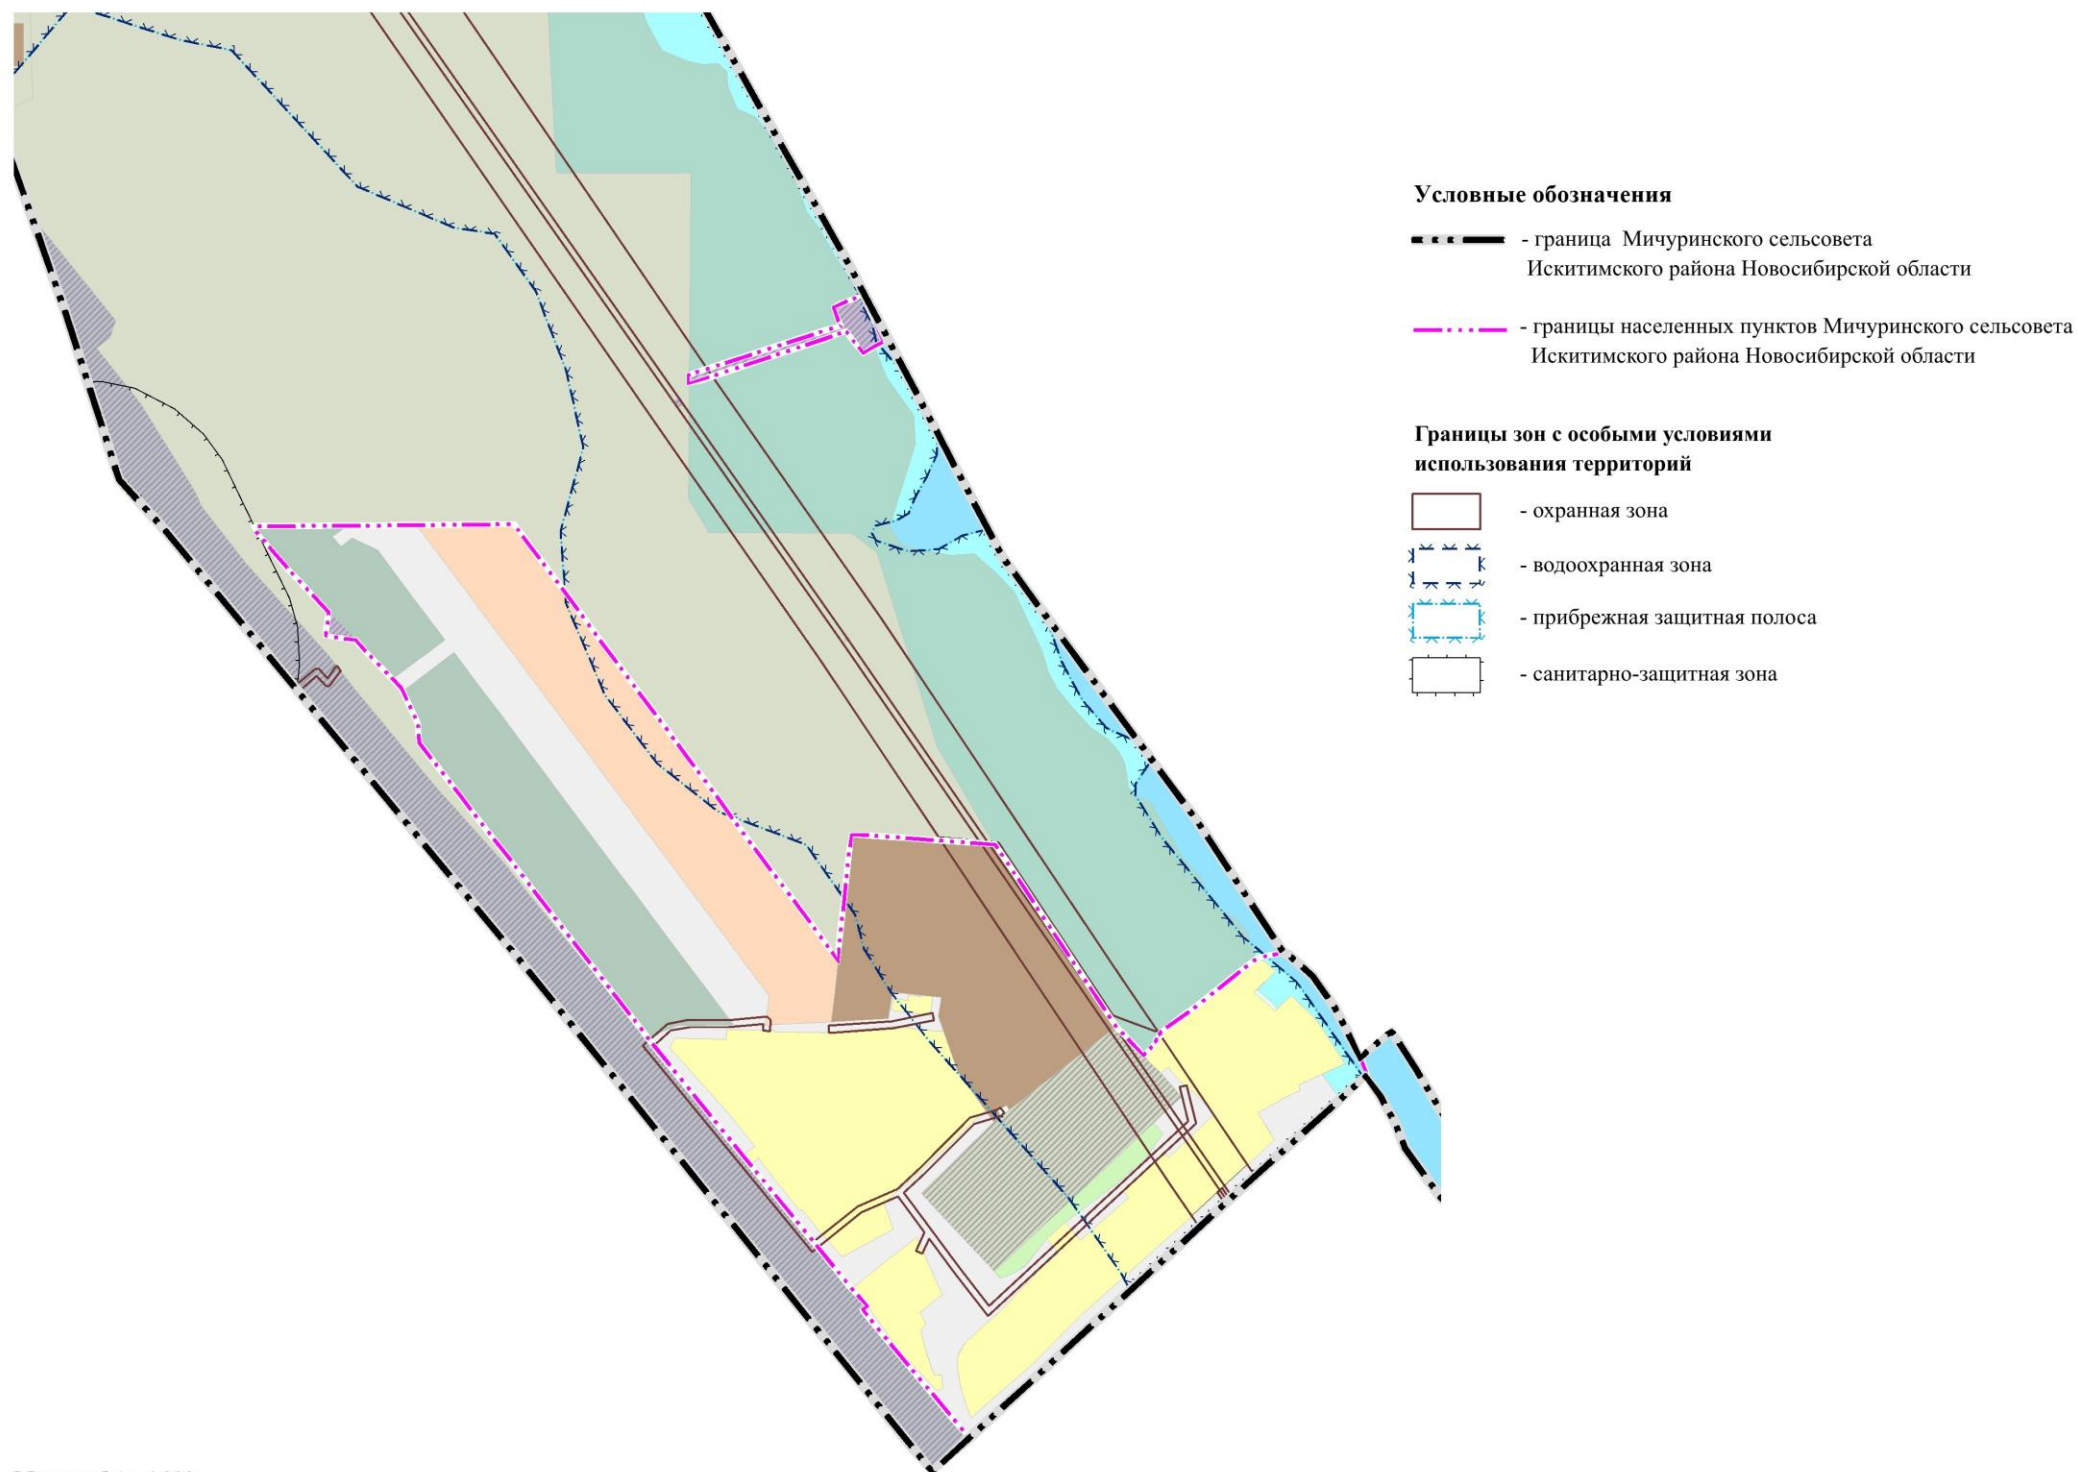 Условные обозначения
- граница Мичуринского сельсовета
Искитимского района Новосибирской области
- границы населенных пунктов Мичуринского сельсовета
Искитимского района Новосибирской области
Границы зон с особыми условиями
использования территорий
- охранная зона
- водоохранная зона
- прибрежная защитная полоса
- санитарно-защитная зона